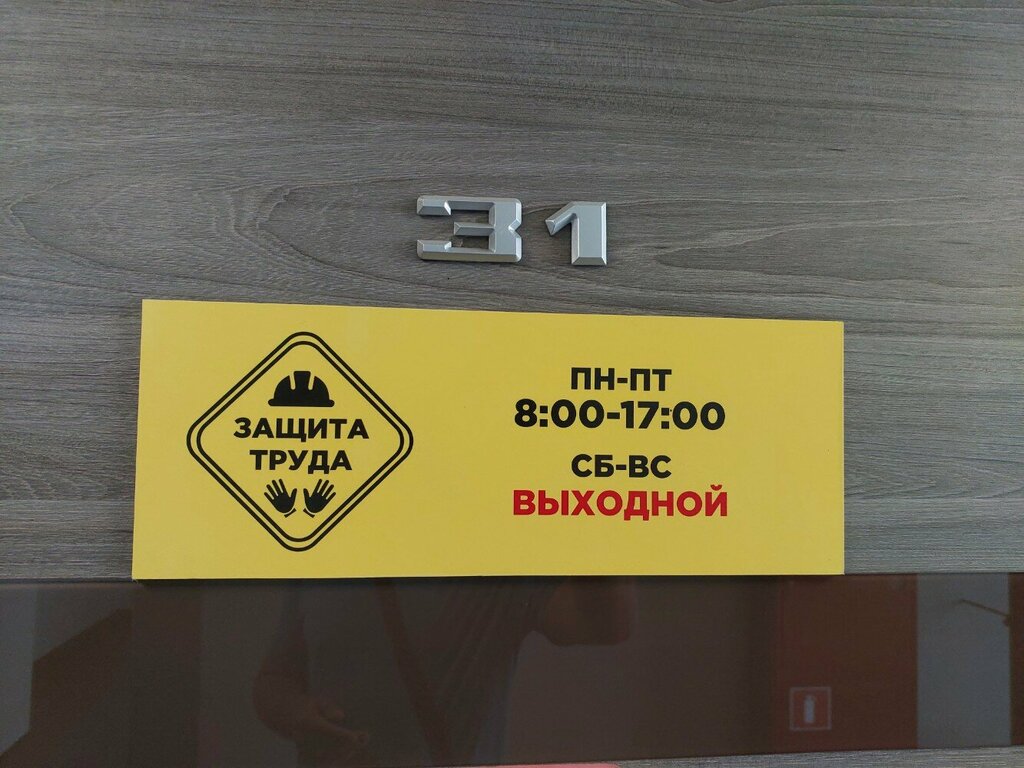 31
ЗАЩИТА
ТРУДА
ПН-ПТ
8:00-17:00
СБ-ВС
ВЫХОДНОЙ